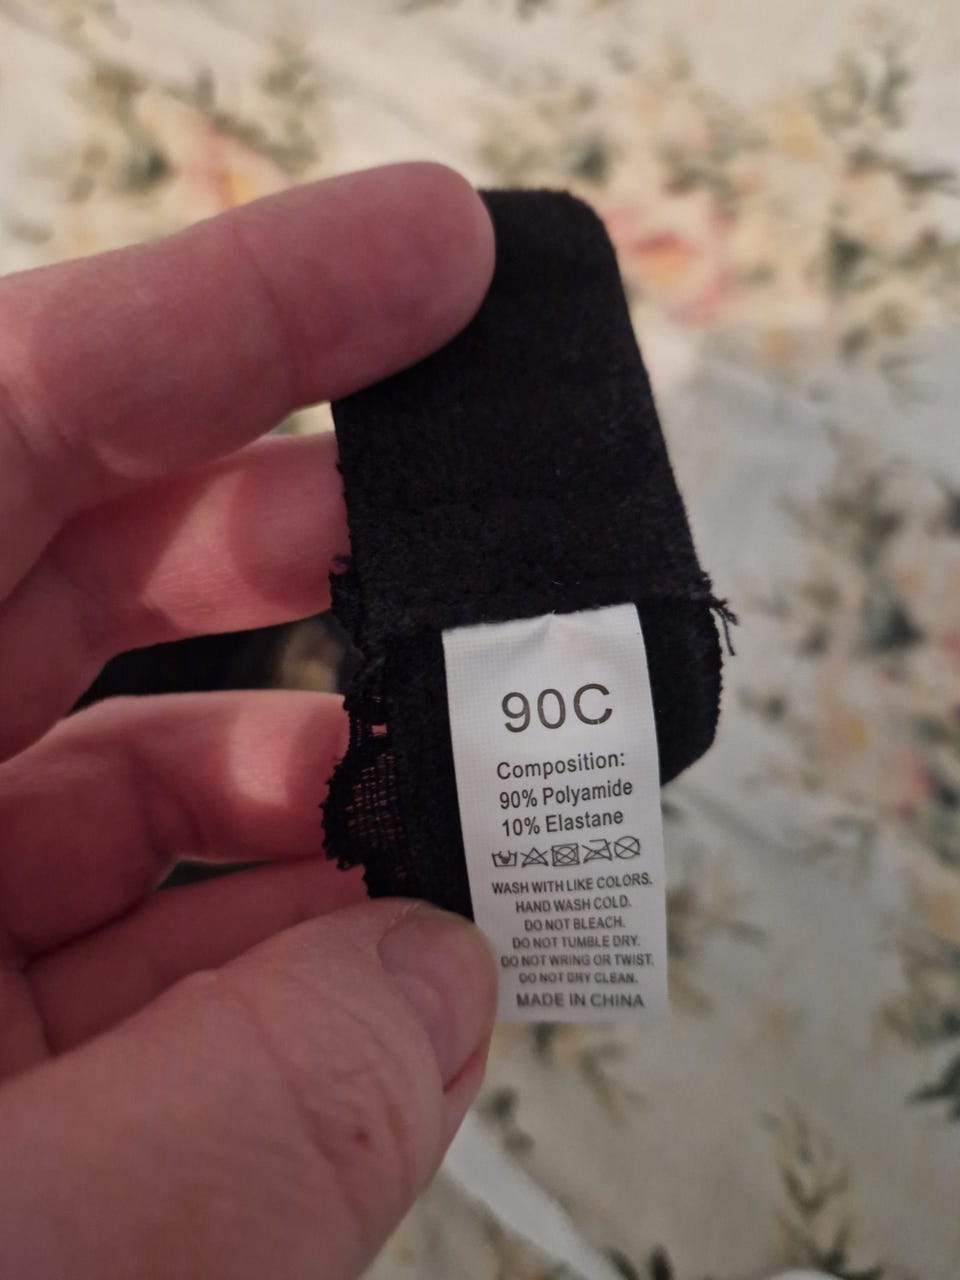 90C
Composition:
90% Polyamide
10% Elastane
WASH WITH LIKE COLORS.
HAND WASH COLD.
DO NOT BLEACH.
DO NOT TUMBLE DRY.
DO NOT WRING OR TWIST.
DO NOT DRY CLEAN.
MADE IN CHINA